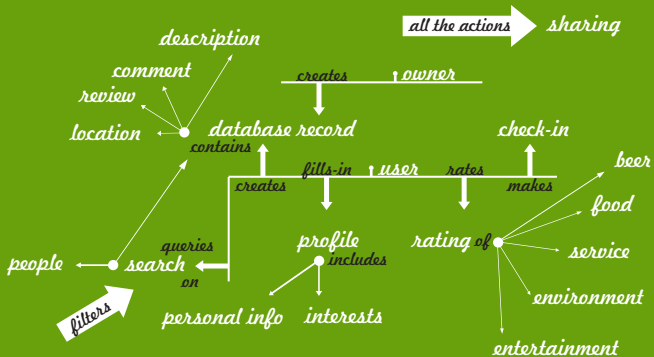 all the actions sharing
description
creates owner
comment
review
location database record check-in
contains
fills-in user rates
creates makes
beer
food
queries profile rating of
people search includes service
on
filters personal info interests environment
entertainment